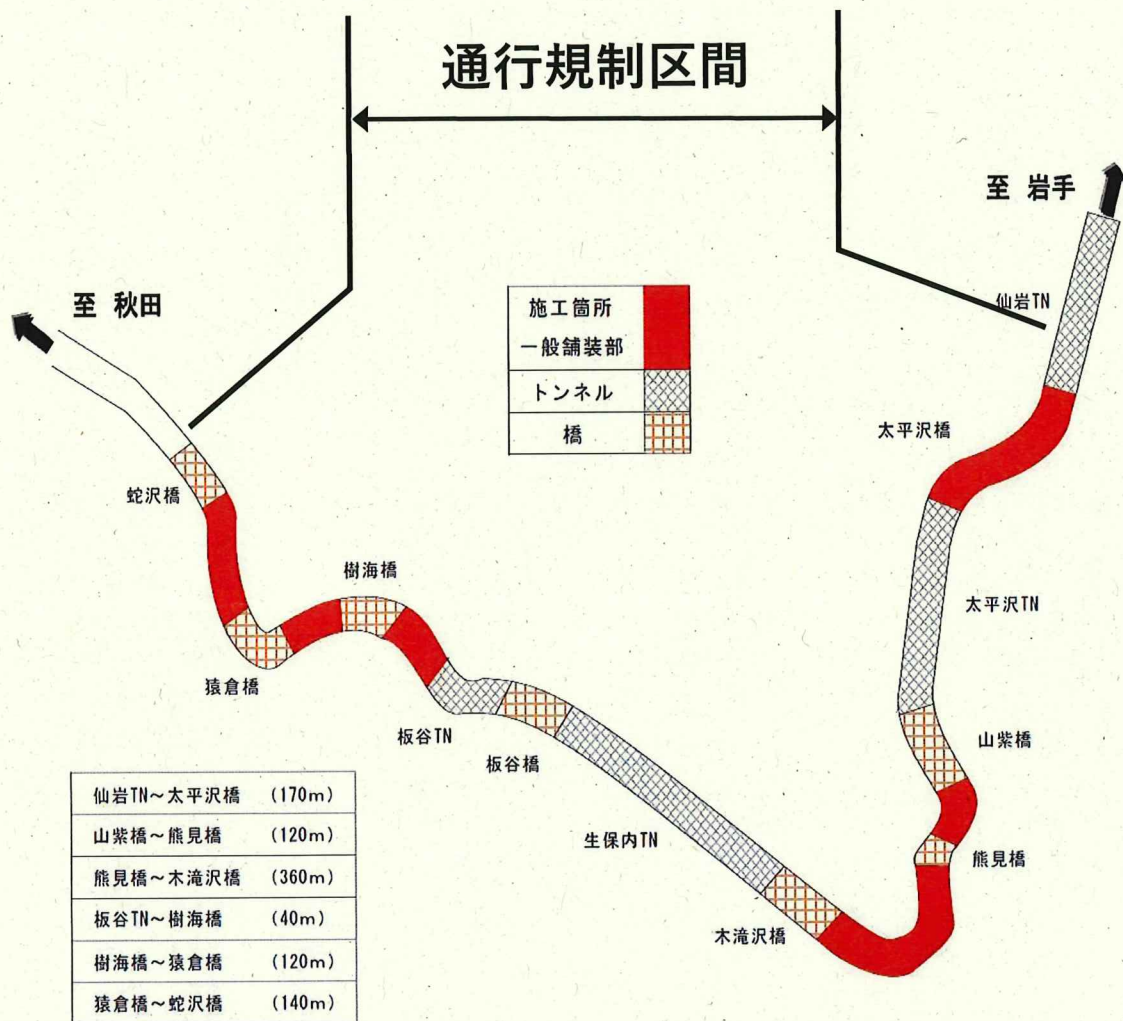 通行規制区間
至 岩手
至 秋田
仙岩TN
施工箇所
一般舗装部
トンネル
橋
太平沢橋
蛇沢橋
樹海橋
太平沢TN
猿倉橋
板谷TN
板谷橋
山紫橋
生保内TN
熊見橋
木滝沢橋
仙岩TN~太平沢橋 (170m)
山紫橋~熊見橋 (120m)
熊見橋~木滝沢橋 (360m)
板谷TN~樹海橋 (40m)
樹海橋~猿倉橋 (120m)
猿倉橋~蛇沢橋 (140m)